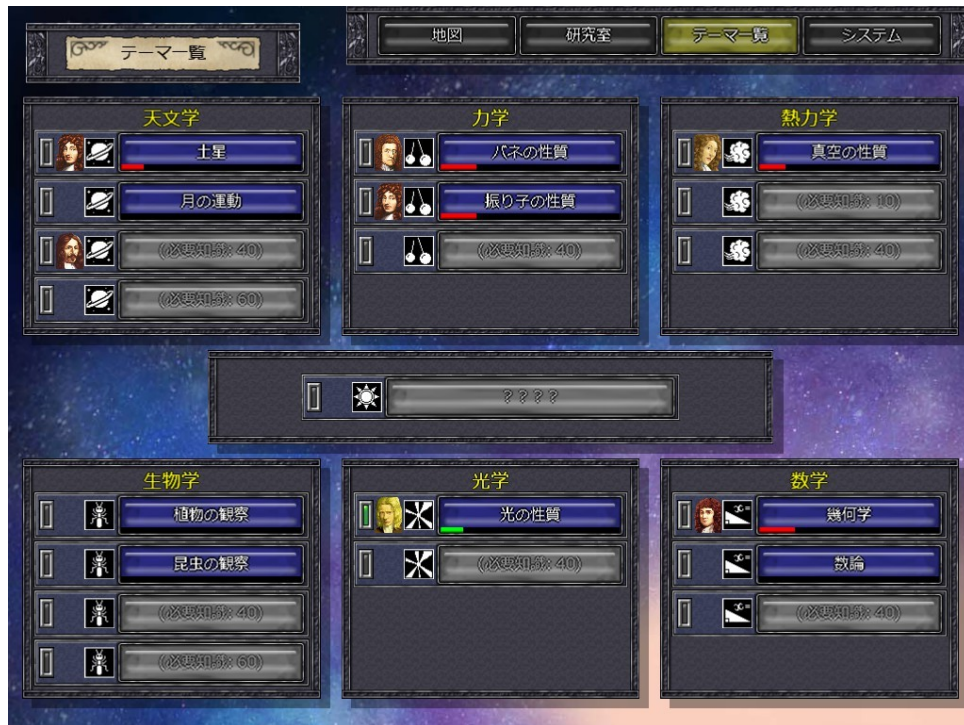 テーマ一覧
地図
研究室
テーマ一覧
システム
天文学
土星
月の運動
(必要知識: 40)
(必要知識: 60)
力学
バネの性質
振り子の性質
(必要知識: 40)
熱力学
真空の性質
(必要知識: 10)
(必要知識: 40)
????
生物学
植物の観察
昆虫の観察
(必要知識: 40)
(必要知識: 60)
光学
光の性質
(必要知識: 40)
数学
幾何学
数論
(必要知識: 40)